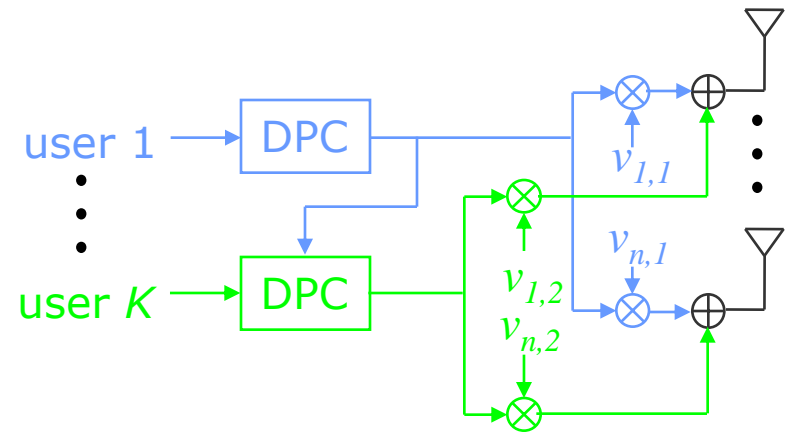 user 1
DPC
v1,1
user K
DPC
v1,2
vn,2
vn,1